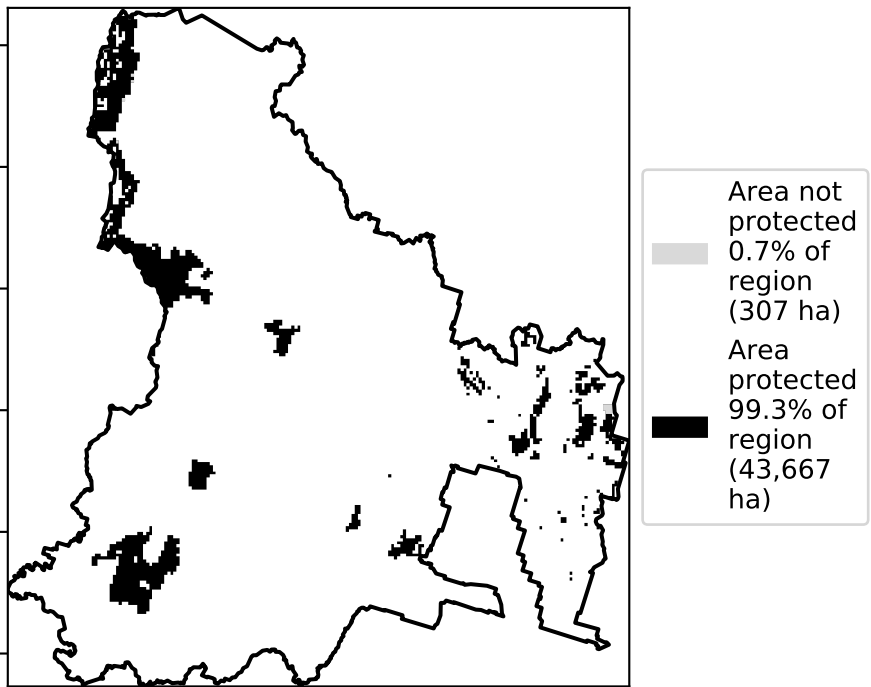 Area not
protected
0.7% of
region
(307 ha)
Area
protected
99.3% of
region
(43,667
ha)